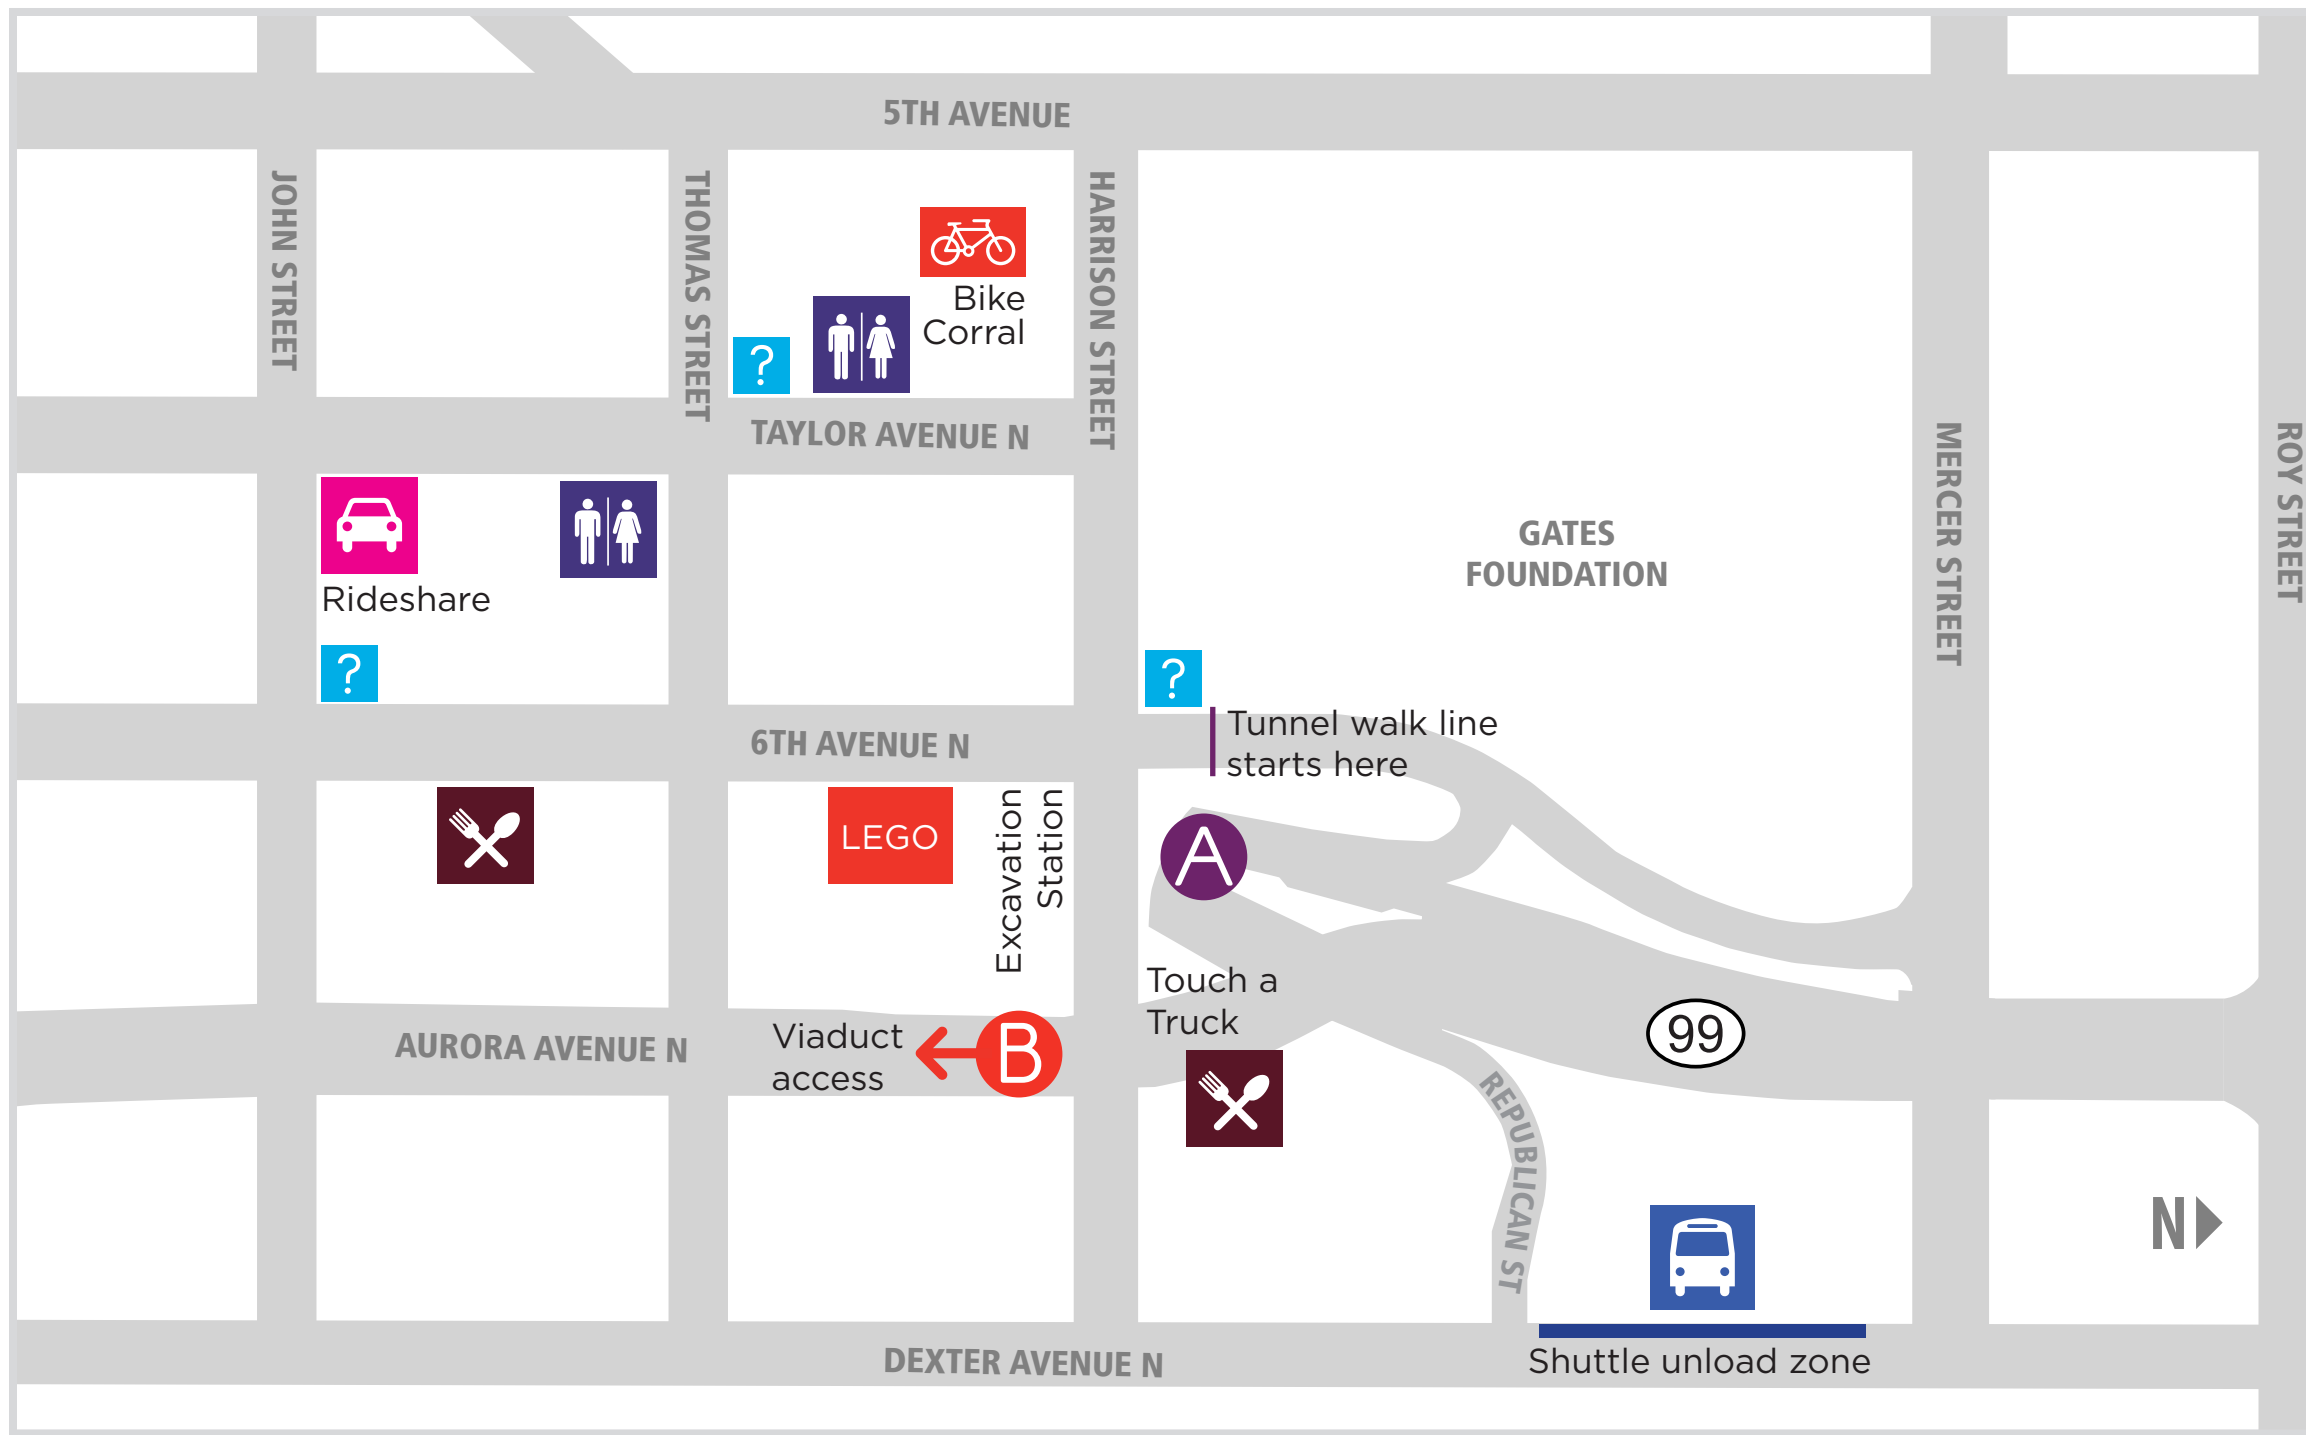 5TH AVENUE
JOHN STREET
THOMAS STREET
HARRISON STREET
Bike
Corral
?
TAYLOR AVENUE N
MERCER STREET
ROY STREET
GATES
FOUNDATION
Rideshare
?
?
Tunnel walk line
starts here
6TH AVENUE N
LEGO
Excavation
Station
A
Touch a
Truck
99
AURORA AVENUE N
Viaduct
access
B
REPUBLICAN ST
N
DEXTER AVENUE N
Shuttle unload zone